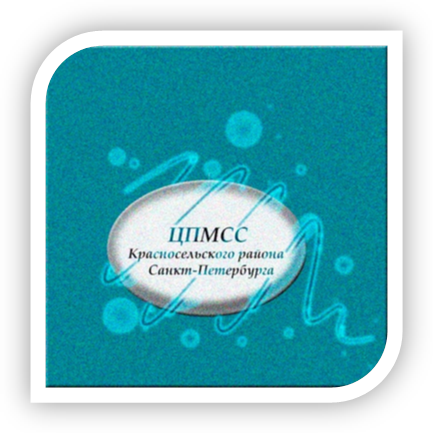 ЦПМСС
Красносельского района
Санкт-Петербурга